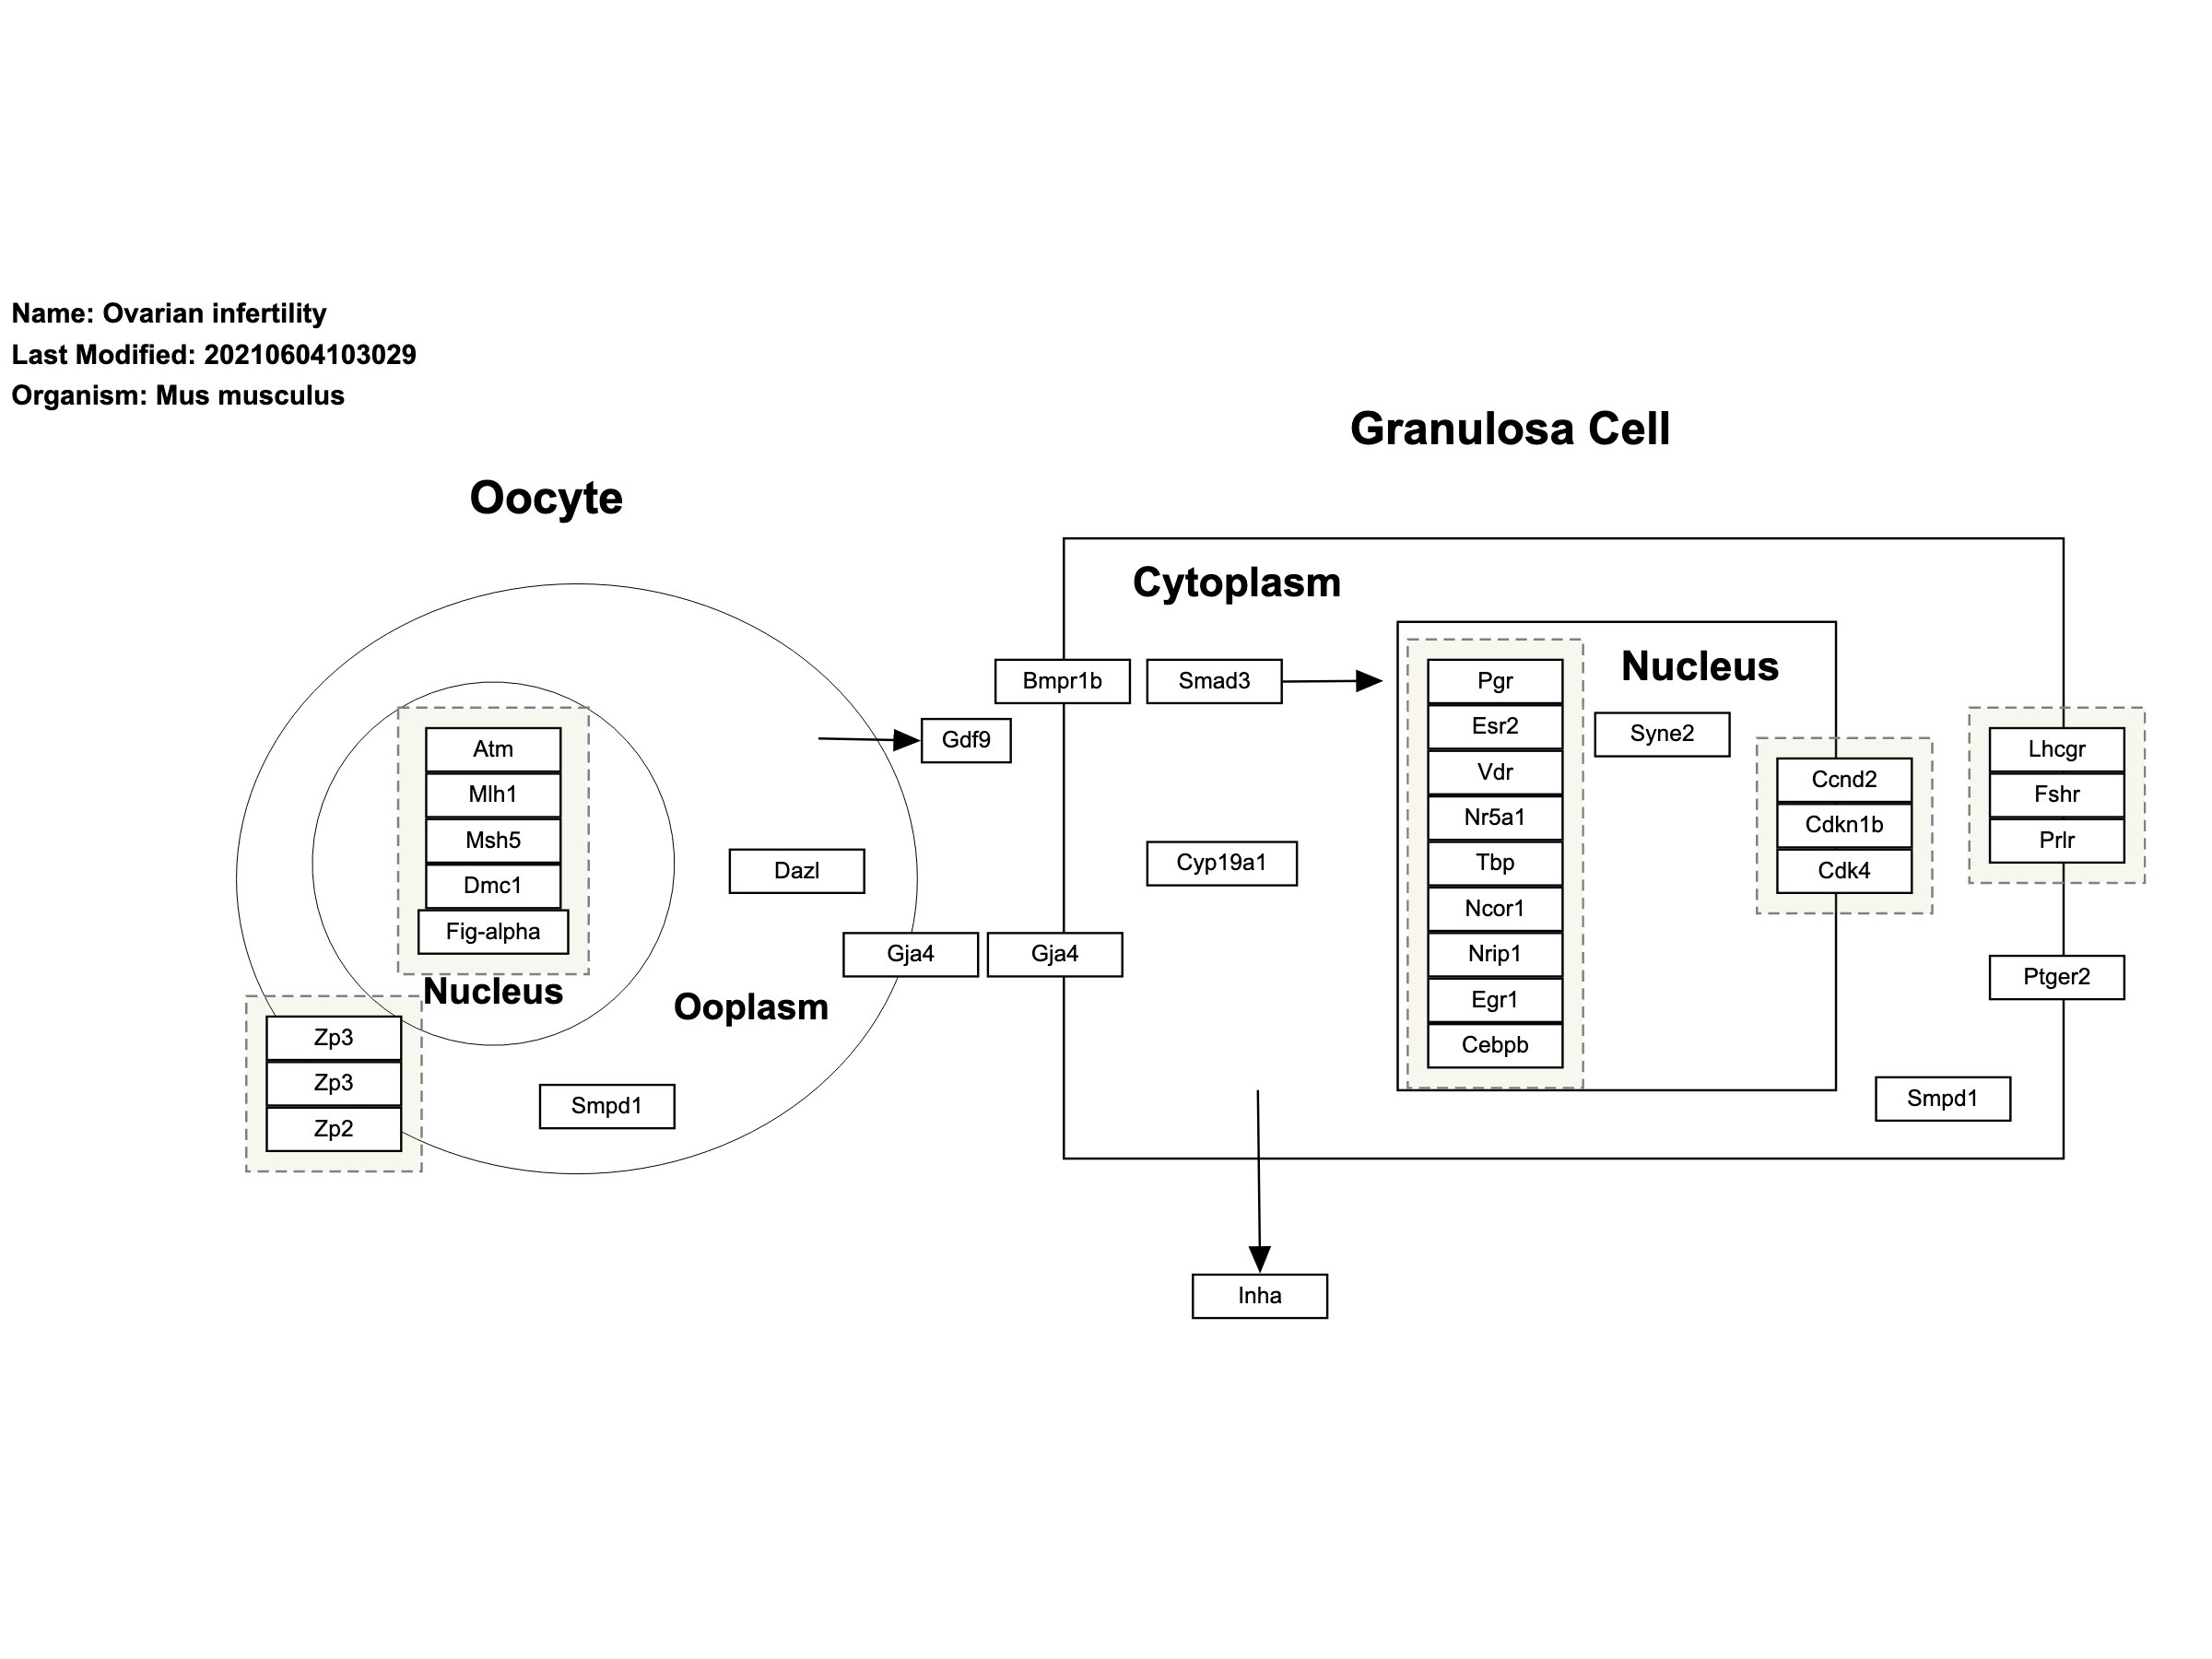 Name: Ovarian infertility
Last Modified: 20210604103029
Organism: Mus musculus
Oocyte
Atm
Mlh1
Msh5
Dmc1
Fig-alpha
Nucleus
Zp3
Zp3
Zp2
Dazl
Ooplasm
Smpd1
Gdf9
Gja4
Gja4
Granulosa Cell
Cytoplasm
Bmpr1b
Smad3
Cyp19a1
Nucleus
Pgr
Esr2
Vdr
Nr5a1
Tbp
Ncor1
Nrip1
Egr1
Cebpb
Syne2
Ccnd2
Cdkn1b
Cdk4
Lhcgr
Fshr
Prlr
Ptger2
Smpd1
Inha